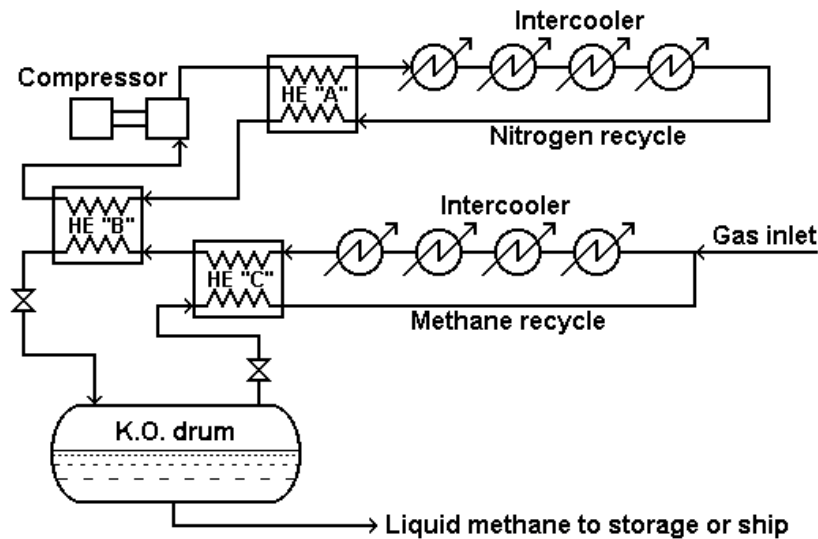 Intercooler
Compressor
HE "A"
Nitrogen recycle
HE "B"
Intercooler
Gas inlet
HE "C"
Methane recycle
K.O. drum
Liquid methane to storage or ship